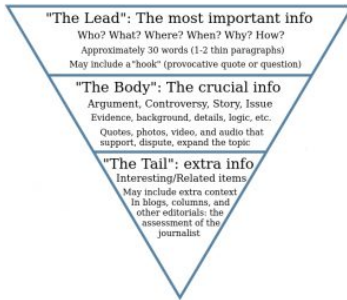 "The Lead": The most important info
Who? What? Where? When? Why? How?
Approximately 30 words (1-2 thin paragraphs)
May include a"hook" (provocative quote or question)
"The Body": The crucial info
Argument, Controversy, Story, Issue
Evidence, background, details, logic, etc.
Quotes, photos, video, and audio that
support, dispute, expand the topic
"The Tail": extra info
Interesting/Related items
May include extra context
In blogs, columns, and
other editorials: the
assessment of the
journalist